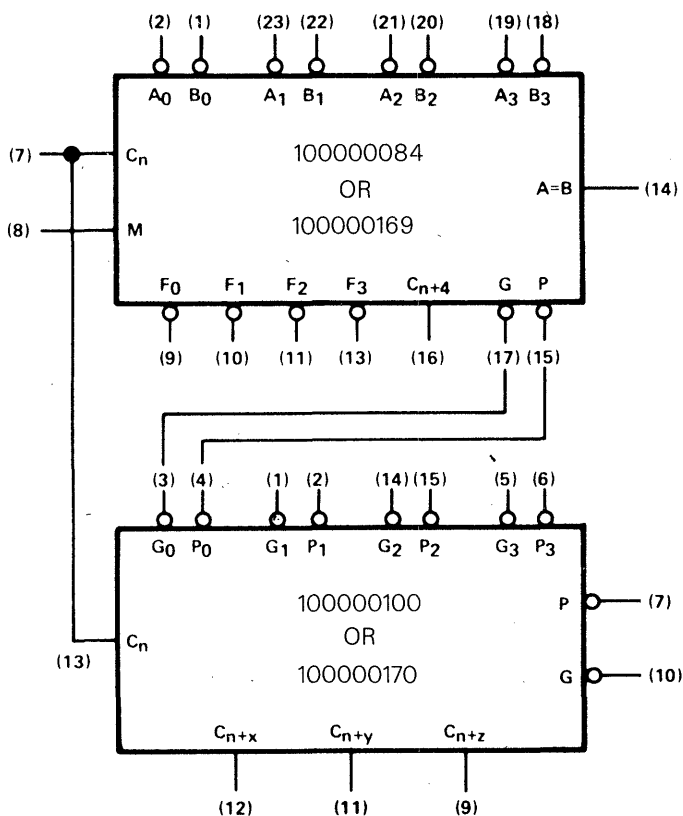 (2) (1) (23) (22) (21) (20) (19) (18)
A0 B0 A1 B1 A2 B2 A3 B3
(7) Cn 100000084
OR A=B (14)
(8) M 100000169
F0 F1 F2 F3 Cn+4 G P
(9) (10) (11) (13) (16) (17) (15)
(3) (4) (1) (2) (14) (15) (5) (6)
G0 P0 G1 P1 G2 P2 G3 P3
100000100 P (7)
(13) Cn OR
100000170 G (10)
Cn+x Cn+y Cn+z
(12) (11) (9)